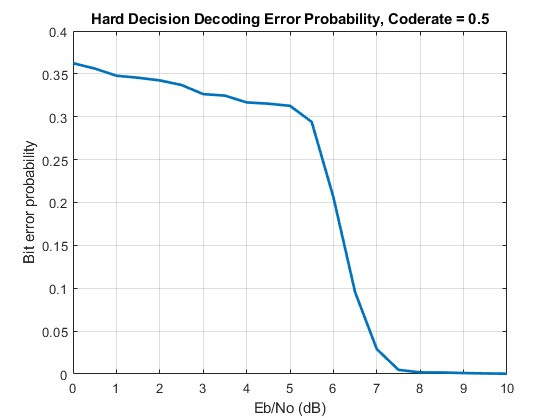 Hard Decision Decoding Error Probability, Coderate = 0.5
0.4
0.35
0.3
0.25
0.2
0.15
0.1
0.05
0
Bit error probability
0 1 2 3 4 5 6 7 8 9 10
Eb/No (dB)